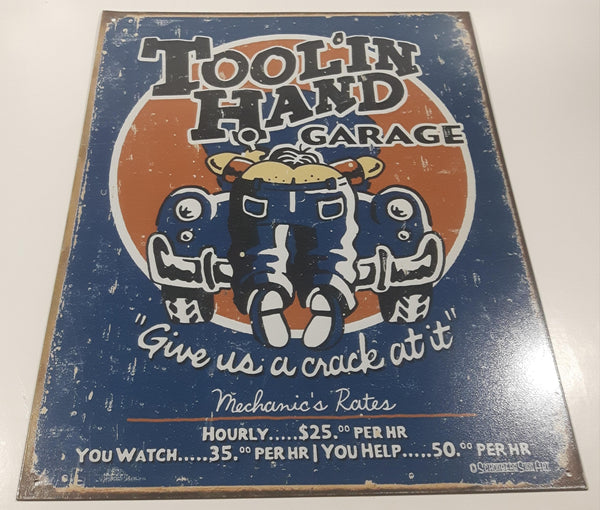 TOOL'IN
HAND
GARAGE
"Give us a crack at it"
Mechanic's Rates
HOURLY.....$25.00 PER HR
YOU WATCH.....35.00 PER HR | YOU HELP.....50.00 PER HR